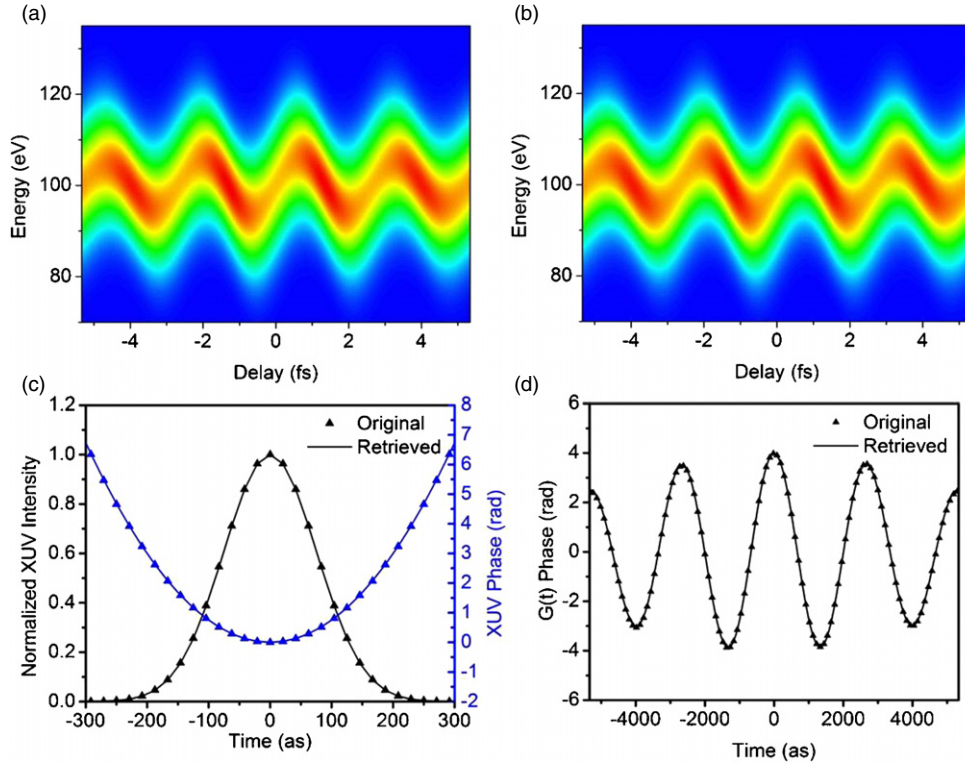 (a)
(b)
120
100
80
Energy (eV)
-4 -2 0 2 4
Delay (fs)
120
100
80
Energy (eV)
-4 -2 0 2 4
Delay (fs)
(c)
1.2
1.0
0.8
0.6
0.4
0.2
0.0
Normalized XUV Intensity
Original
Retrieved
8
7
6
5
4
3
2
1
0
-1
-2
XUV Phase (rad)
-300 -200 -100 0 100 200 300
Time (as)
(d)
6
4
2
0
-2
-4
-6
G(t) Phase (rad)
Original
Retrieved
-4000 -2000 0 2000 4000
Time (as)